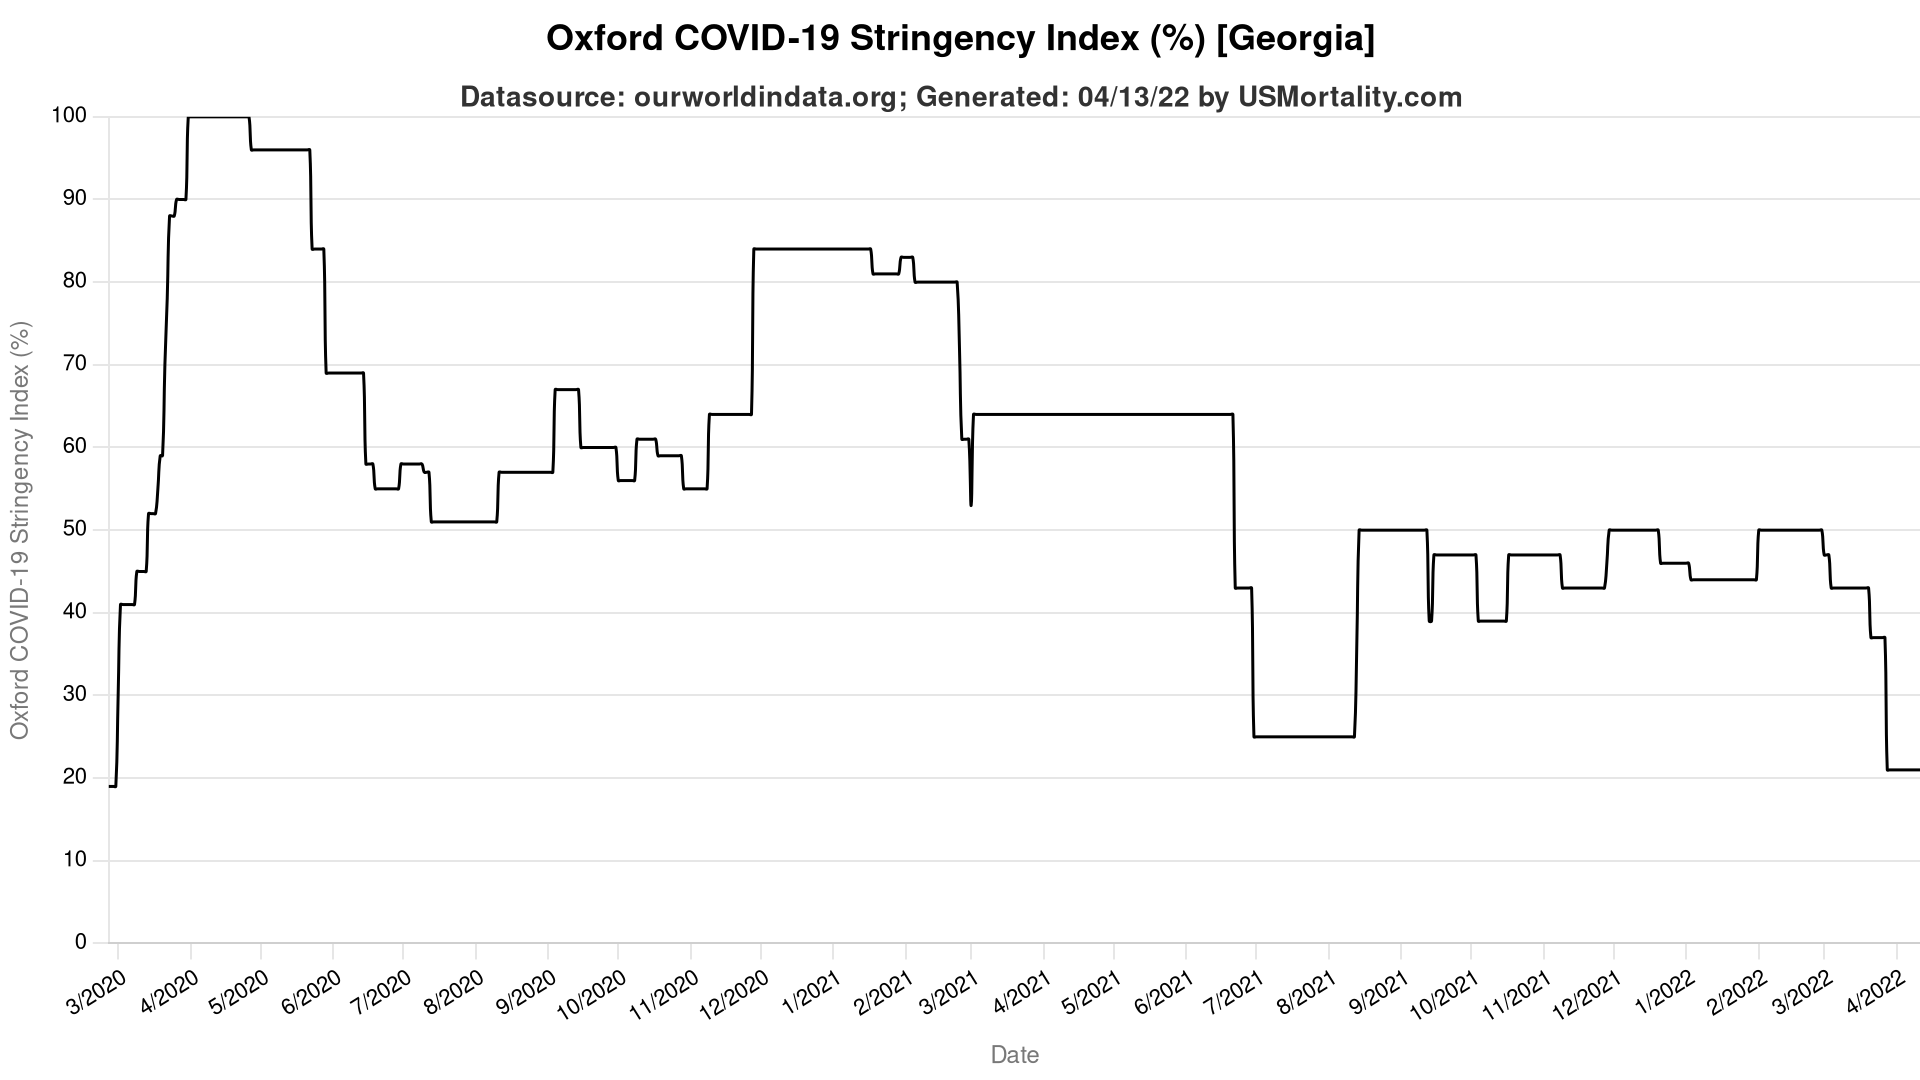 Oxford COVID-19 Stringency Index (%) [Georgia]
Datasource: ourworldindata.org; Generated: 04/13/22 by USMortality.com
Oxford COVID-19 Stringency Index (%)
100
90
80
70
60
50
40
30
20
10
0
3/2020 4/2020 5/2020 6/2020 7/2020 8/2020 9/2020 10/2020 11/2020 12/2020 1/2021 2/2021 3/2021 4/2021 5/2021 6/2021 7/2021 8/2021 9/2021 10/2021 11/2021 12/2021 1/2022 2/2022 3/2022 4/2022
Date